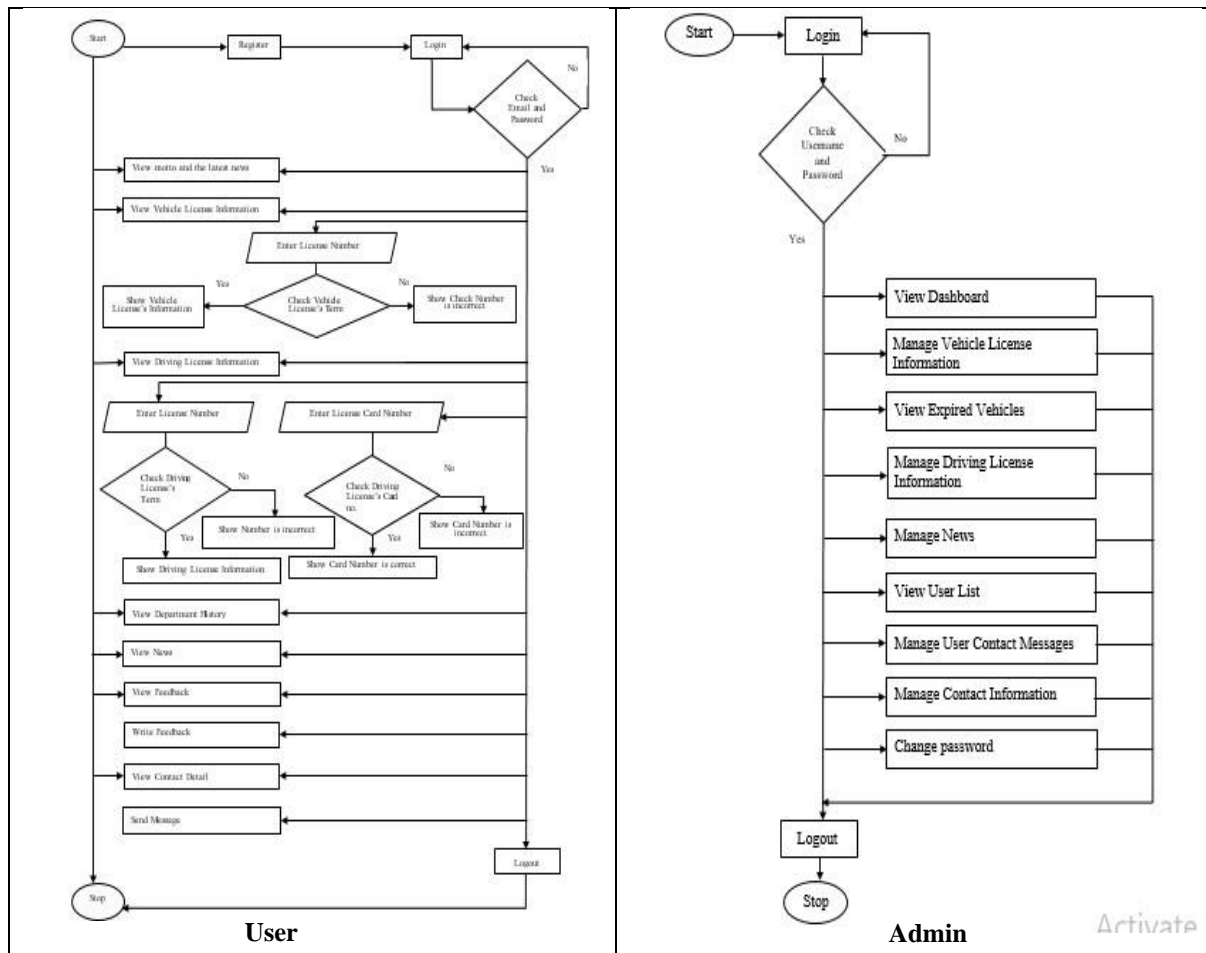 Start
Register
Login
No
Check
Email and
Password
Yes
View motto and the latest news
View Vehicle License Information
Enter License Number
Yes
No
Show Vehicle
License's Information
Check Vehicle
License's Term
Show Check Number
is incorrect
View Driving License Information
Enter License Number
Enter License Card Number
Check Driving
License's
Term
No
Check Driving
License's Card
no.
No
Show Number is incorrect
Show Card Number is
incorrect
Yes
Yes
Show Driving License Information
Show Card Number is correct
View Department History
View News
View Feedback
Write Feedback
View Contact Detail
Send Message
Logout
Stop
User
Start
Login
Check
Username
and
Password
No
Yes
View Dashboard
Manage Vehicle License
Information
View Expired Vehicles
Manage Driving License
Information
Manage News
View User List
Manage User Contact Messages
Manage Contact Information
Change password
Logout
Stop
Admin
Activate